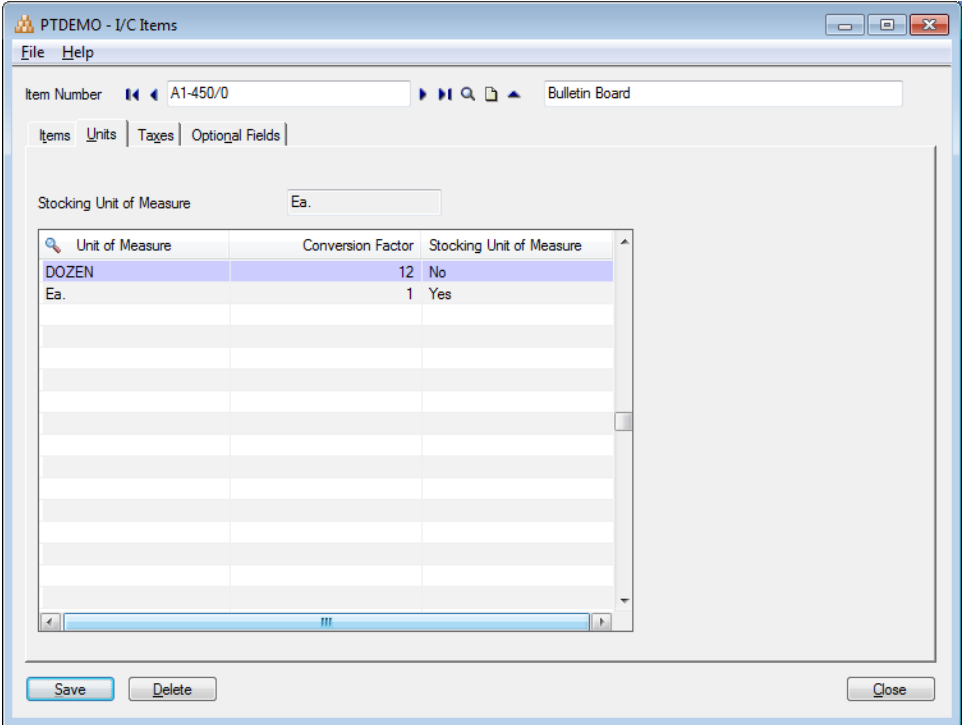 PTDEMO - I/C Items
File Help
Item Number A1-450/0 Bulletin Board
Items Units Taxes Optional Fields
Stocking Unit of Measure Ea.
Unit of Measure Conversion Factor Stocking Unit of Measure
DOZEN 12 No
Ea. 1 Yes
Save Delete Close